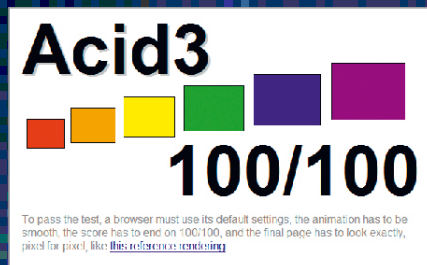 Acid3
100/100
To pass the test, a browser must use its default settings, the animation has to be
smooth, the score has to end on 100/100, and the final page has to look exactly,
pixel for pixel, like this reference rendering